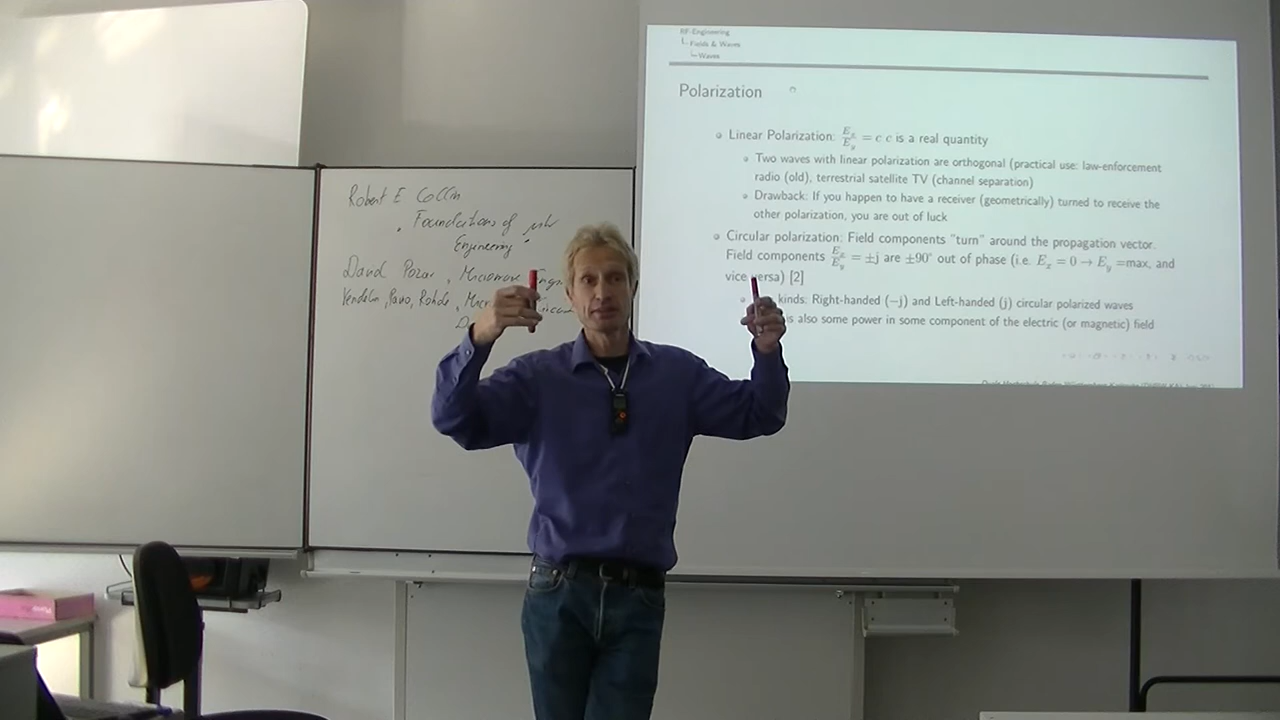 Robert E Collin
"Foundations of μw
Engineering"
David Pozar, Microwave Engn
Vendelin, Pavio, Rohde, Micr
RF-Engineering
Fields & Waves
Waves
Polarization
Linear Polarization: Ex/Ey = c c is a real quantity
Two waves with linear polarization are orthogonal (practical use: law-enforcement
radio (old), terrestrial satellite TV (channel separation)
Drawback: If you happen to have a receiver (geometrically) turned to receive the
other polarization, you are out of luck
Circular polarization: Field components "turn" around the propagation vector.
Field components Ex/Ey = ±j are ±90° out of phase (i.e. Ex = 0 → Ey =max, and
vice versa) [2]
kinds: Right-handed (−j) and Left-handed (j) circular polarized waves
is also some power in some component of the electric (or magnetic) field